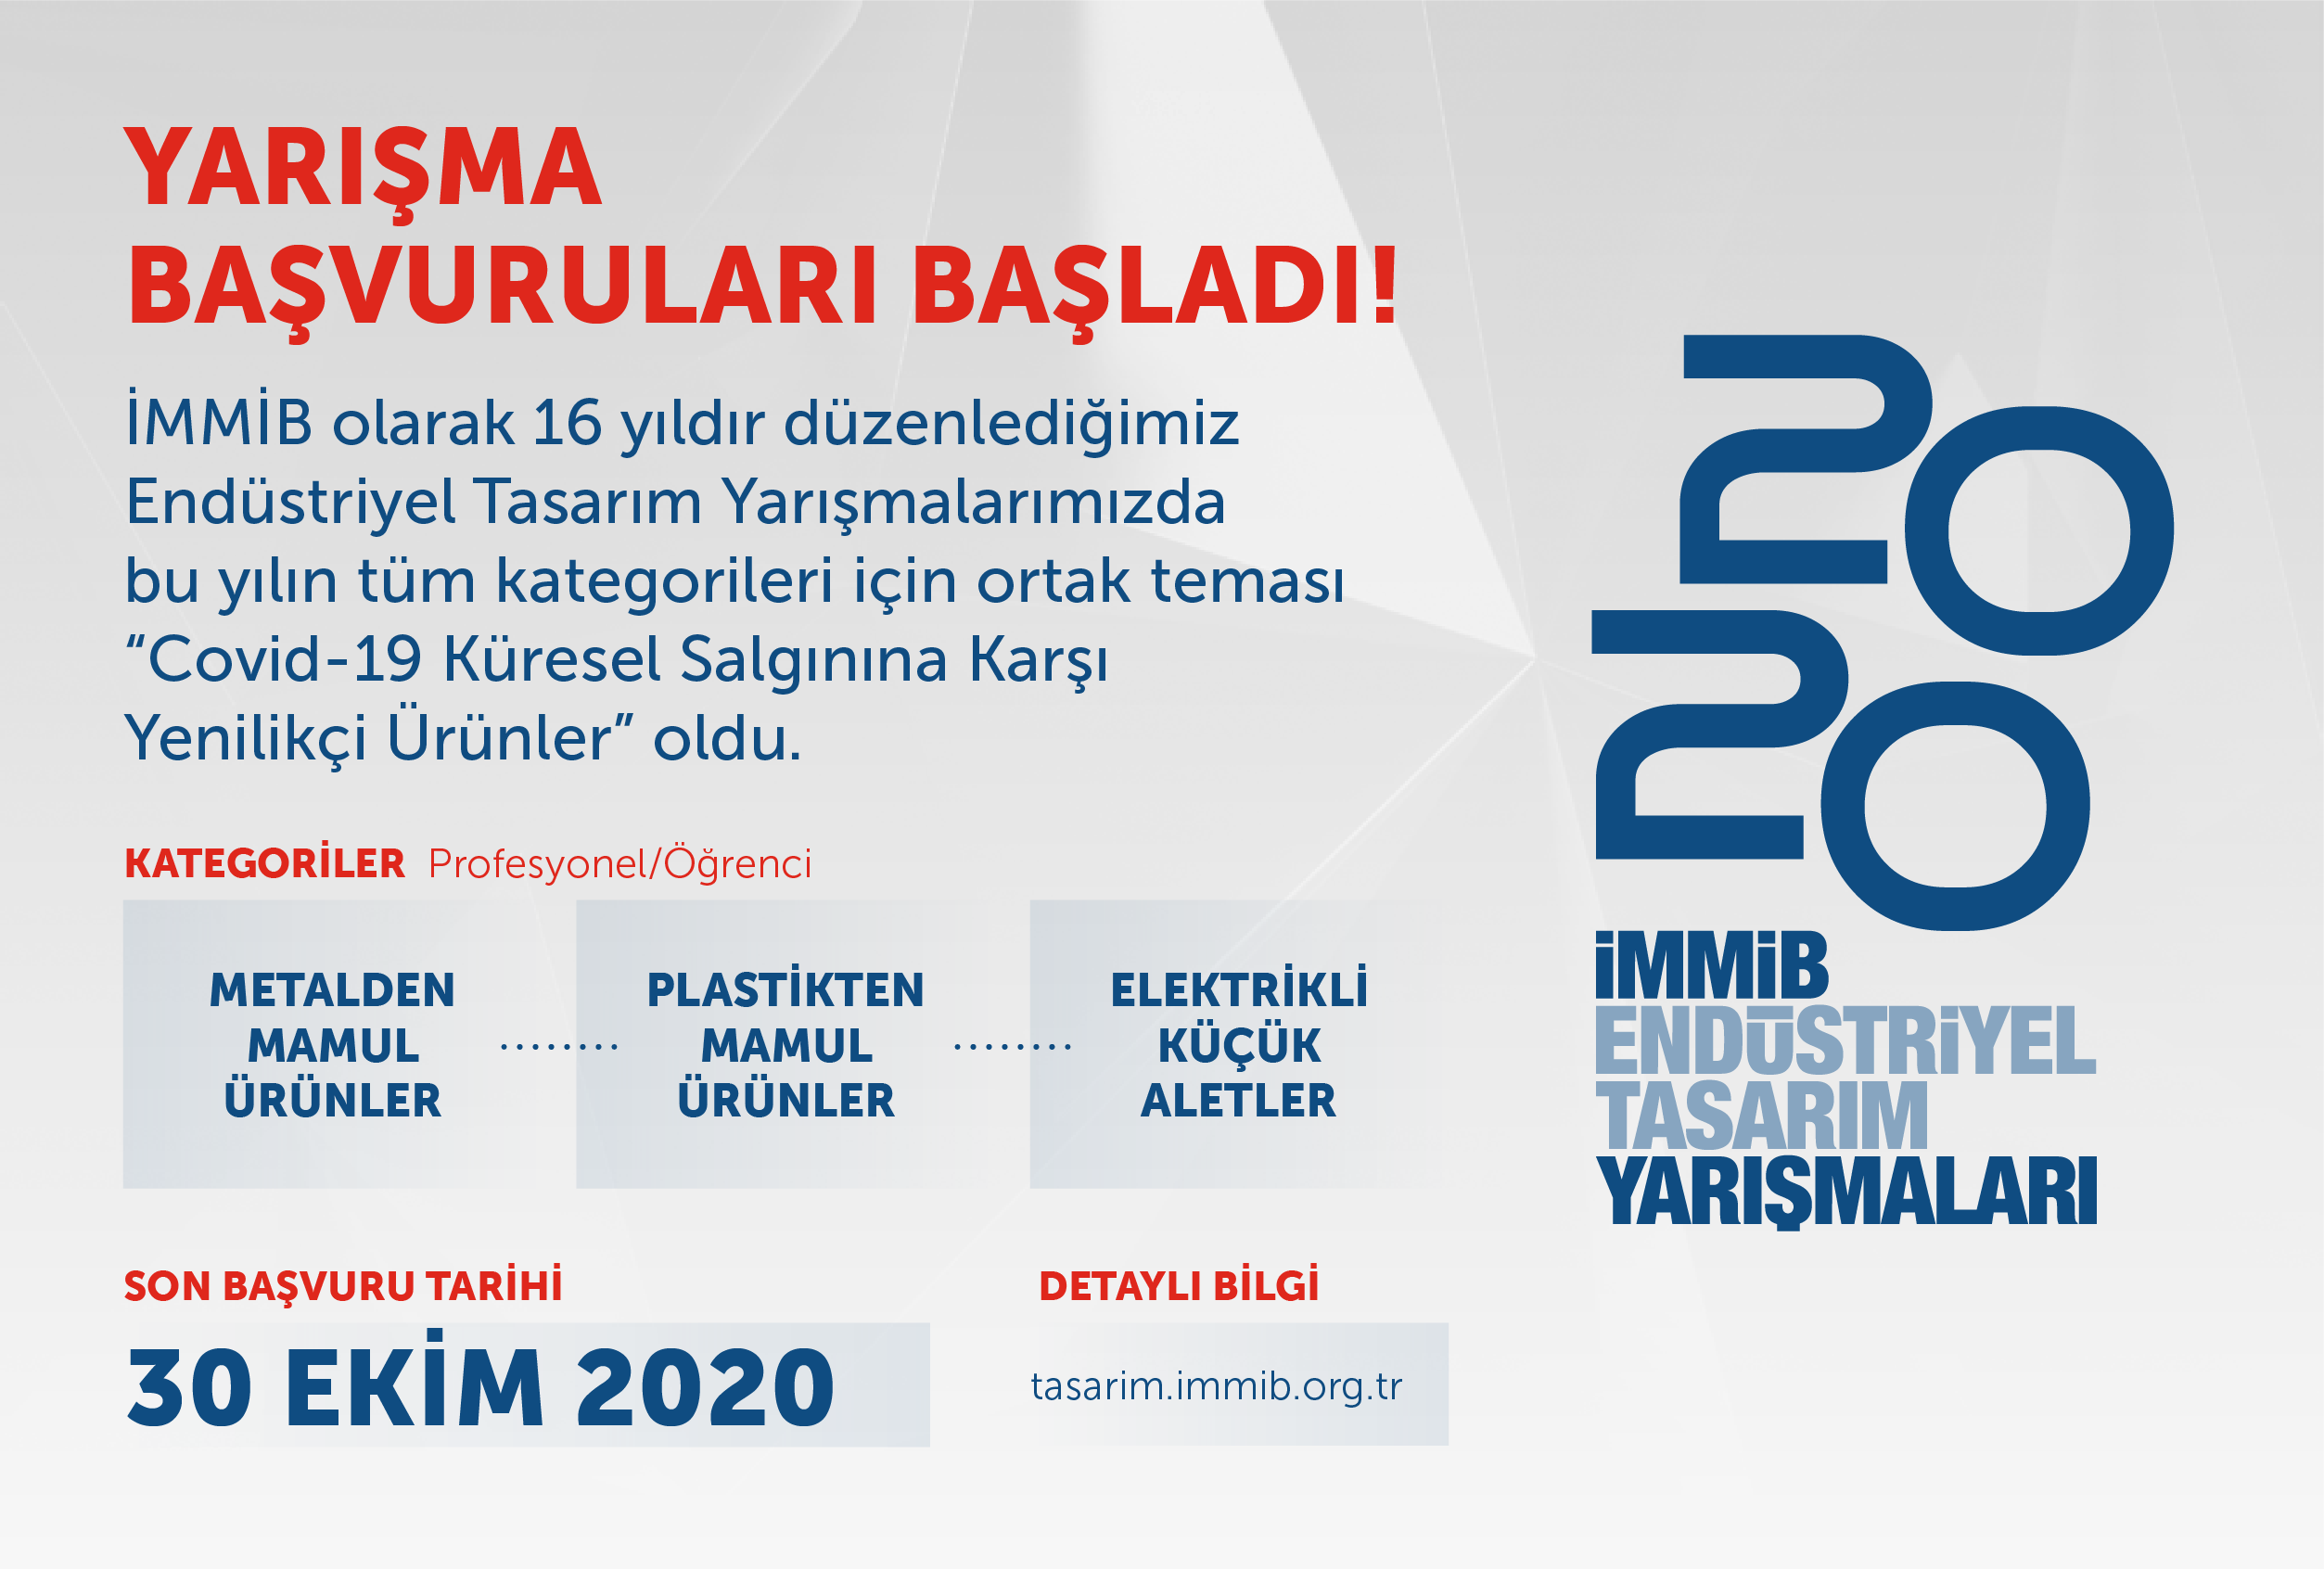 YARIŞMA
BAŞVURULARI BAŞLADI!
İMMİB olarak 16 yıldır düzenlediğimiz
Endüstriyel Tasarım Yarışmalarımızda
bu yılın tüm kategorileri için ortak teması
“Covid-19 Küresel Salgınına Karşı
Yenilikçi Ürünler” oldu.
KATEGORİLER Profesyonel/Öğrenci
METALDEN
MAMUL
ÜRÜNLER
PLASTİKTEN
MAMUL
ÜRÜNLER
ELEKTRİKLİ
KÜÇÜK
ALETLER
SON BAŞVURU TARİHİ
30 EKİM 2020
DETAYLI BİLGİ
tasarim.immib.org.tr
20
20
İMMİB
ENDÜSTRİYEL
TASARIM
YARIŞMALARI